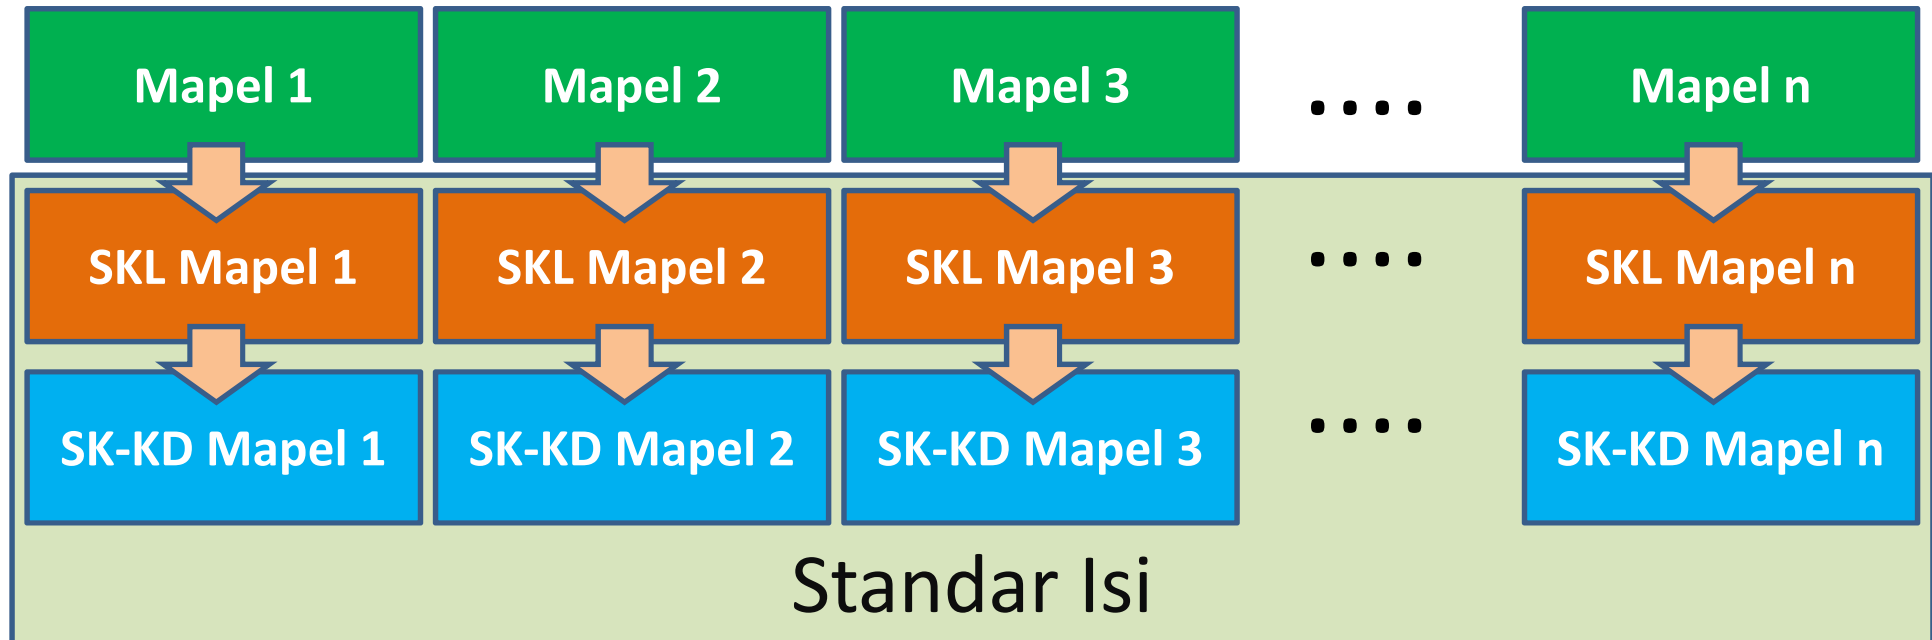 Mapel 1 Mapel 2 Mapel 3 .... Mapel n
SKL Mapel 1 SKL Mapel 2 SKL Mapel 3 .... SKL Mapel n
SK-KD Mapel 1 SK-KD Mapel 2 SK-KD Mapel 3 .... SK-KD Mapel n
Standar Isi